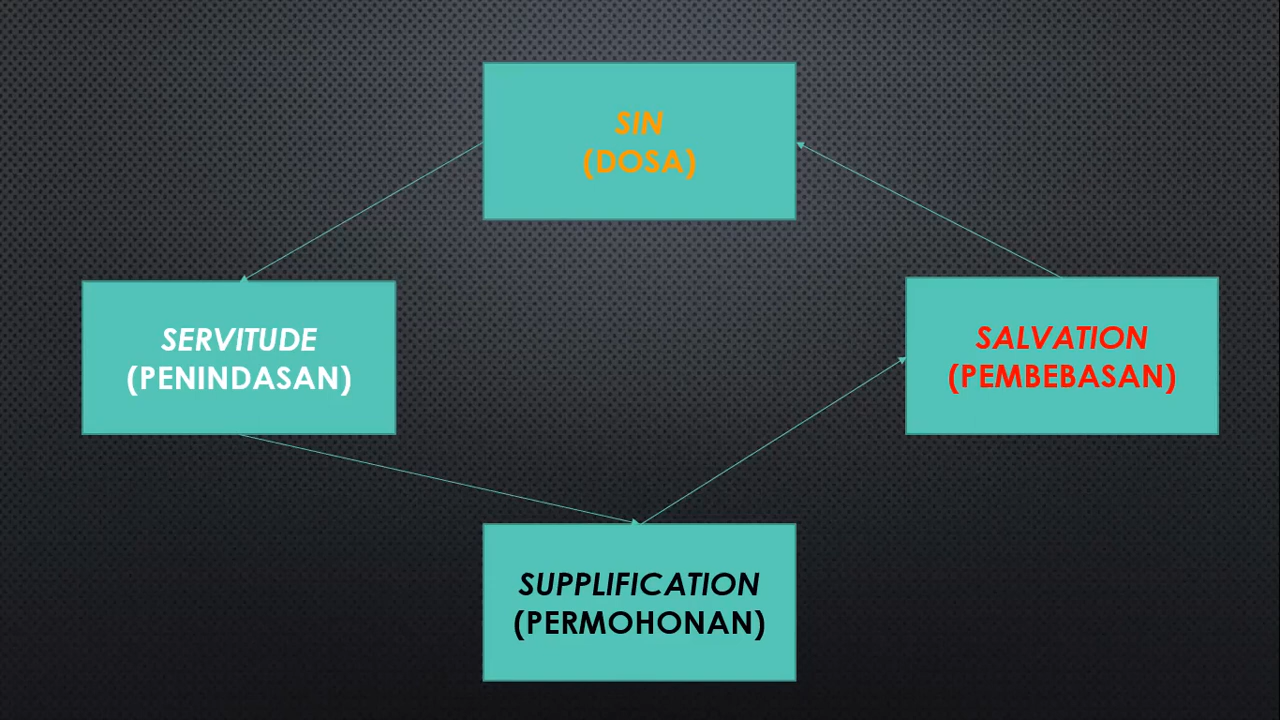 SIN
(DOSA)
SERVITUDE
(PENINDASAN)
SALVATION
(PEMBEBASAN)
SUPPLIFICATION
(PERMOHONAN)